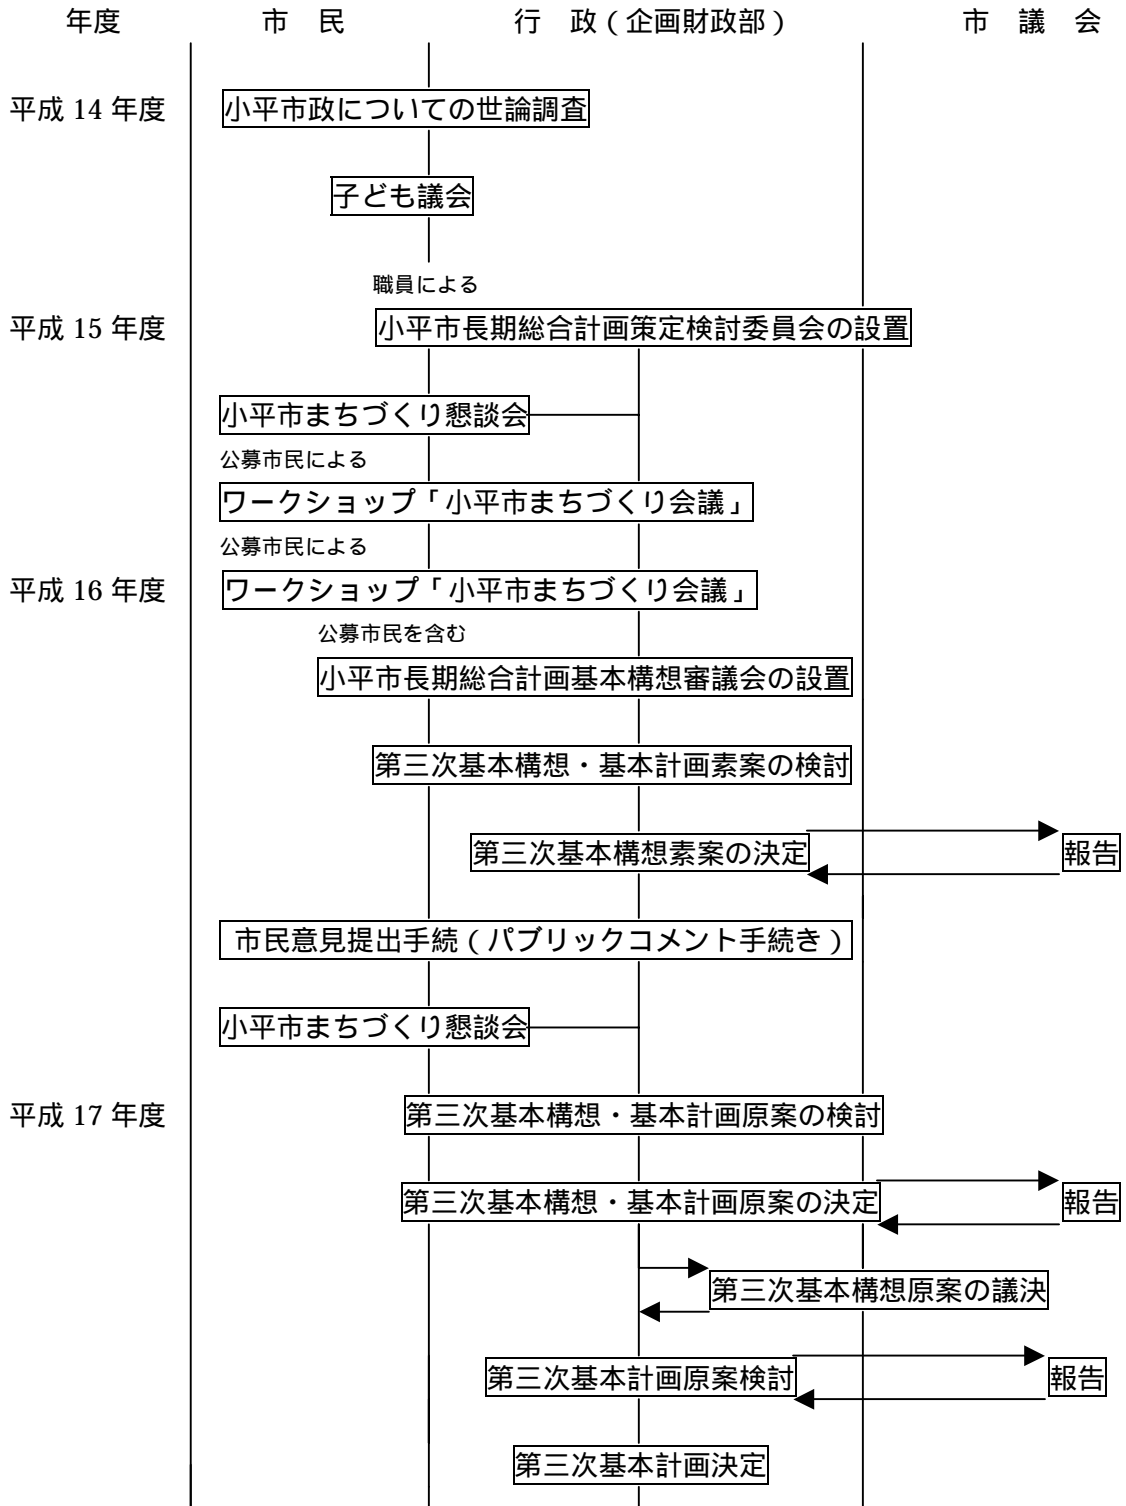 年度 市 民 行 政（企画財政部） 市 議 会
平成 14 年度 小平市政についての世論調査
子ども議会
職員による
平成 15 年度 小平市長期総合計画策定検討委員会の設置
小平市まちづくり懇談会
公募市民による
ワークショップ「小平市まちづくり会議」
公募市民による
平成 16 年度 ワークショップ「小平市まちづくり会議」
公募市民を含む
小平市長期総合計画基本構想審議会の設置
第三次基本構想・基本計画素案の検討
第三次基本構想素案の決定 報告
市民意見提出手続（パブリックコメント手続き）
小平市まちづくり懇談会
平成 17 年度 第三次基本構想・基本計画原案の検討
第三次基本構想・基本計画原案の決定 報告
第三次基本構想原案の議決
第三次基本計画原案検討 報告
第三次基本計画決定